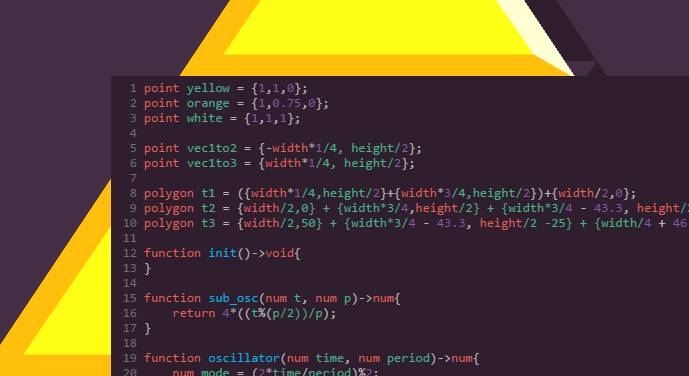 1 point yellow = {1,1,0};
2 point orange = {1,0.75,0};
3 point white = {1,1,1};
4
5 point vec1to2 = {-width*1/4, height/2};
6 point vec1to3 = {width*1/4, height/2};
7
8 polygon t1 = ({width*1/4,height/2}+{width*3/4,height/2})+{width/2,0};
9 polygon t2 = {width/2,0} + {width*3/4,height/2} + {width*3/4 - 43.3, height/
10 polygon t3 = {width/2,50} + {width*3/4 - 43.3, height/2 -25} + {width/4 + 46
11
12 function init()->void{
13 }
14
15 function sub_osc(num t, num p)->num{
16 return 4*((t%(p/2))/p);
17 }
18
19 function oscillator(num time, num period)->num{
20 num mode = (2*time/period)%2;